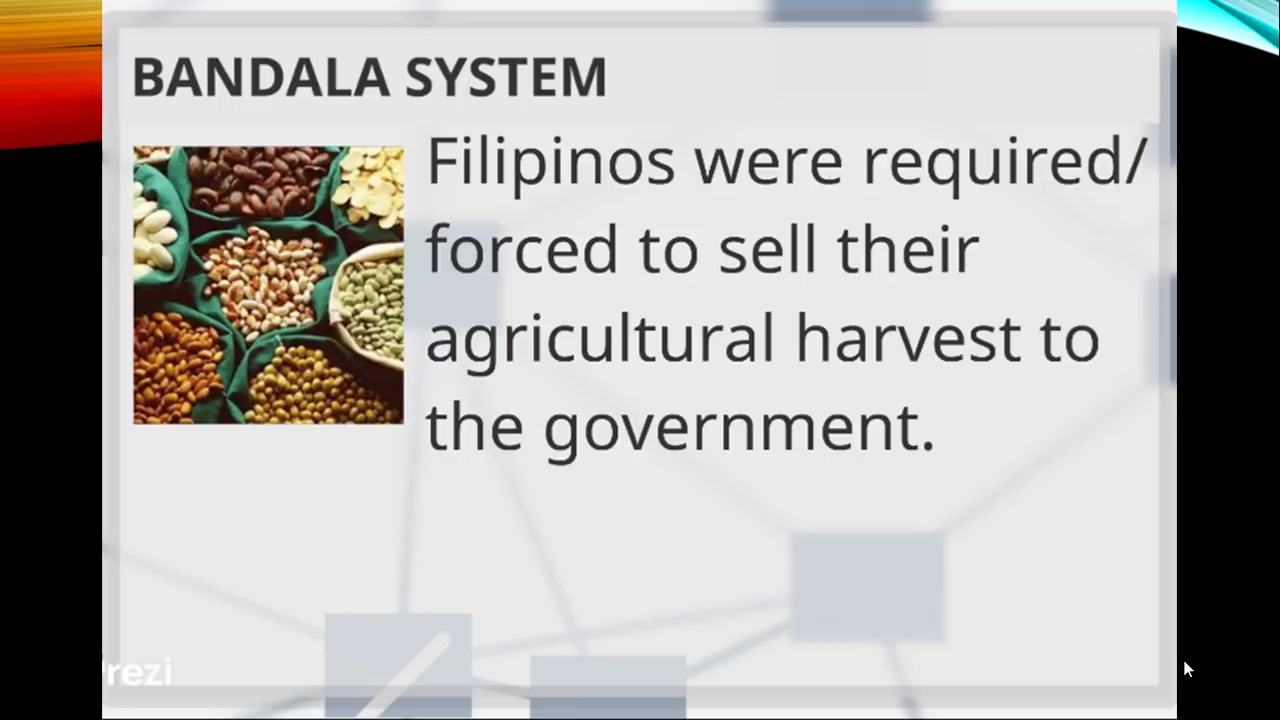 BANDALA SYSTEM
Filipinos were required/
forced to sell their
agricultural harvest to
the government.
rezi